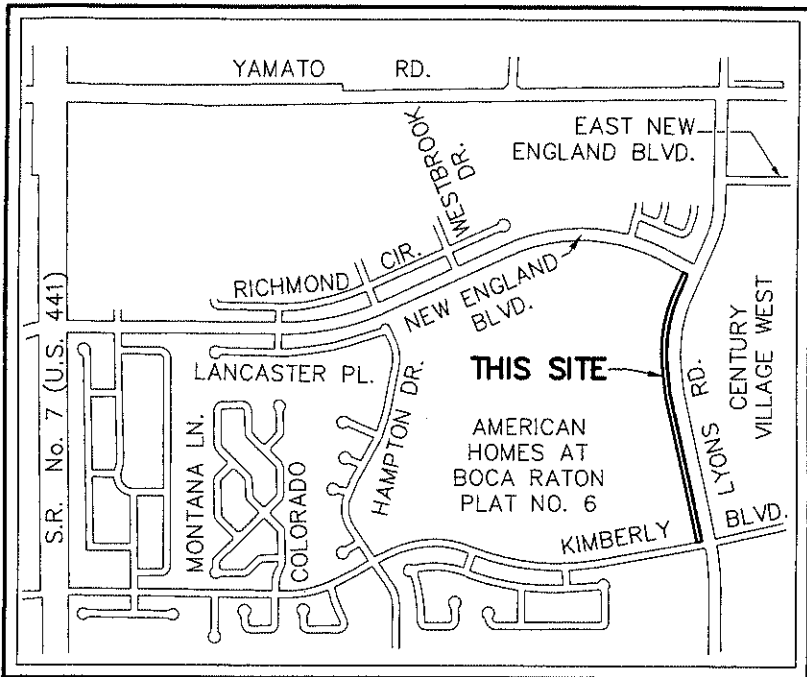 YAMATO RD.
EAST NEW
ENGLAND BLVD.
WESTBROOK
DR.
RICHMOND CIR.
NEW ENGLAND
BLVD.
S.R. No. 7 (U.S. 441)
LANCASTER PL.
HAMPTON DR.
THIS SITE
LYONS RD.
CENTURY
VILLAGE WEST
MONTANA LN.
COLORADO
AMERICAN
HOMES AT
BOCA RATON
PLAT NO. 6
KIMBERLY BLVD.